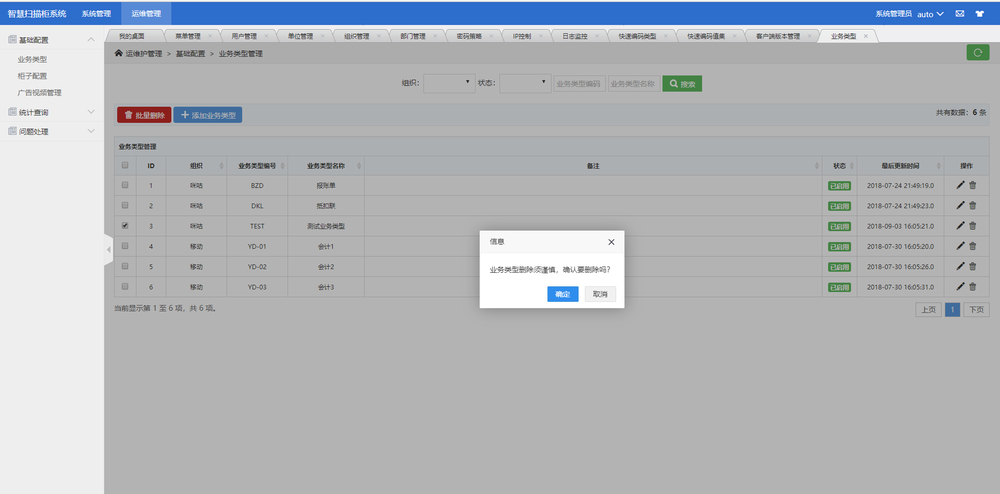 智慧扫描柜系统 系统管理 运维管理 系统管理员 auto
基础配置
业务类型
柜子配置
广告视频管理
统计查询
问题处理
我的桌面 菜单管理 用户管理 单位管理 组织管理 部门管理 密码策略 IP控制 日志监控 快速编码类型 快速编码值集 客户端版本管理 业务类型
运维护管理 > 基础配置 > 业务类型管理
组织： 状态： 业务类型编码 业务类型名称 搜索
批量删除 添加业务类型 共有数据：6 条
业务类型管理
ID 组织 业务类型编号 业务类型名称 备注 状态 最后更新时间 操作
1 咪咕 BZD 报账单 已启用 2018-07-24 21:49:19.0
2 咪咕 DKL 抵扣联 已启用 2018-07-24 21:49:23.0
3 咪咕 TEST 测试业务类型 已启用 2018-09-03 16:05:21.0
4 移动 YD-01 会计1 已启用 2018-07-30 16:05:20.0
5 移动 YD-02 会计2 已启用 2018-07-30 16:05:26.0
6 移动 YD-03 会计3 已启用 2018-07-30 16:05:31.0
当前显示第 1 至 6 项，共 6 项。 上页 1 下页
信息
业务类型删除须谨慎，确认要删除吗？
确定 取消